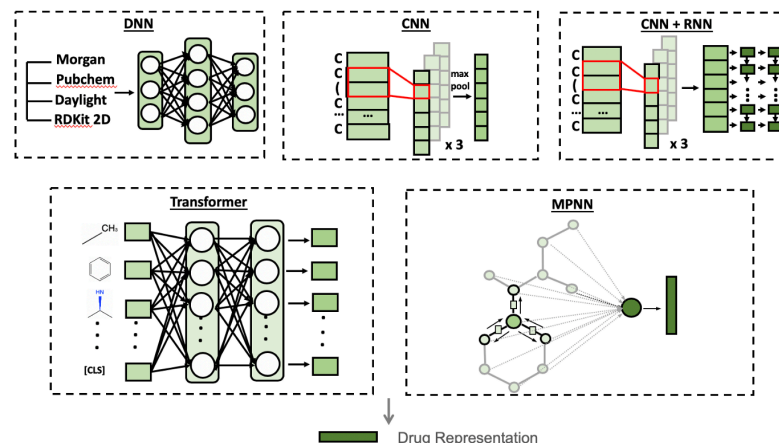 DNN
Morgan
Pubchem
Daylight
RDKit 2D
CNN
C
C
(
C
...
C
...
max
pool
x 3
CNN + RNN
C
C
(
C
...
C
...
x 3
Transformer
CH₃
HN
[CLS]
MPNN
Drug Representation